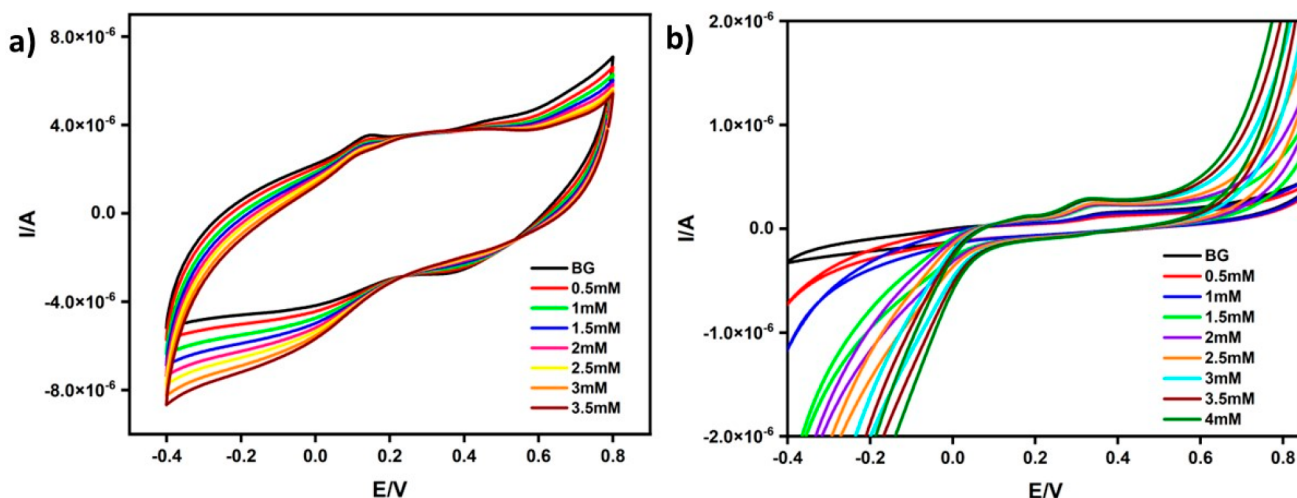 a)
8.0×10⁻⁶
4.0×10⁻⁶
0.0
-4.0×10⁻⁶
-8.0×10⁻⁶
I/A
-0.4 -0.2 0.0 0.2 0.4 0.6 0.8
E/V
BG
0.5mM
1mM
1.5mM
2mM
2.5mM
3mM
3.5mM
b)
2.0×10⁻⁶
1.0×10⁻⁶
0.0
-1.0×10⁻⁶
-2.0×10⁻⁶
I/A
-0.4 -0.2 0.0 0.2 0.4 0.6 0.8
E/V
BG
0.5mM
1mM
1.5mM
2mM
2.5mM
3mM
3.5mM
4mM